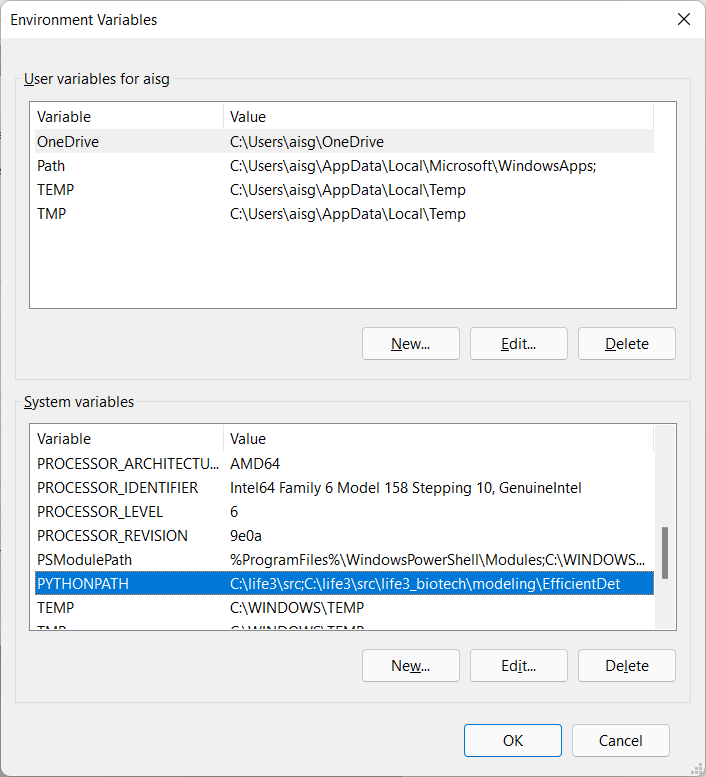 Environment Variables
User variables for aisg
Variable Value
OneDrive C:\Users\aisg\OneDrive
Path C:\Users\aisg\AppData\Local\Microsoft\WindowsApps;
TEMP C:\Users\aisg\AppData\Local\Temp
TMP C:\Users\aisg\AppData\Local\Temp
New... Edit... Delete
System variables
Variable Value
PROCESSOR_ARCHITECTU... AMD64
PROCESSOR_IDENTIFIER Intel64 Family 6 Model 158 Stepping 10, GenuineIntel
PROCESSOR_LEVEL 6
PROCESSOR_REVISION 9e0a
PSModulePath %ProgramFiles%\WindowsPowerShell\Modules;C:\WINDOWS...
PYTHONPATH C:\life3\src;C:\life3\src\life3_biotech\modeling\EfficientDet
TEMP C:\WINDOWS\TEMP
TMP C:\WINDOWS\TEMP
New... Edit... Delete
OK Cancel